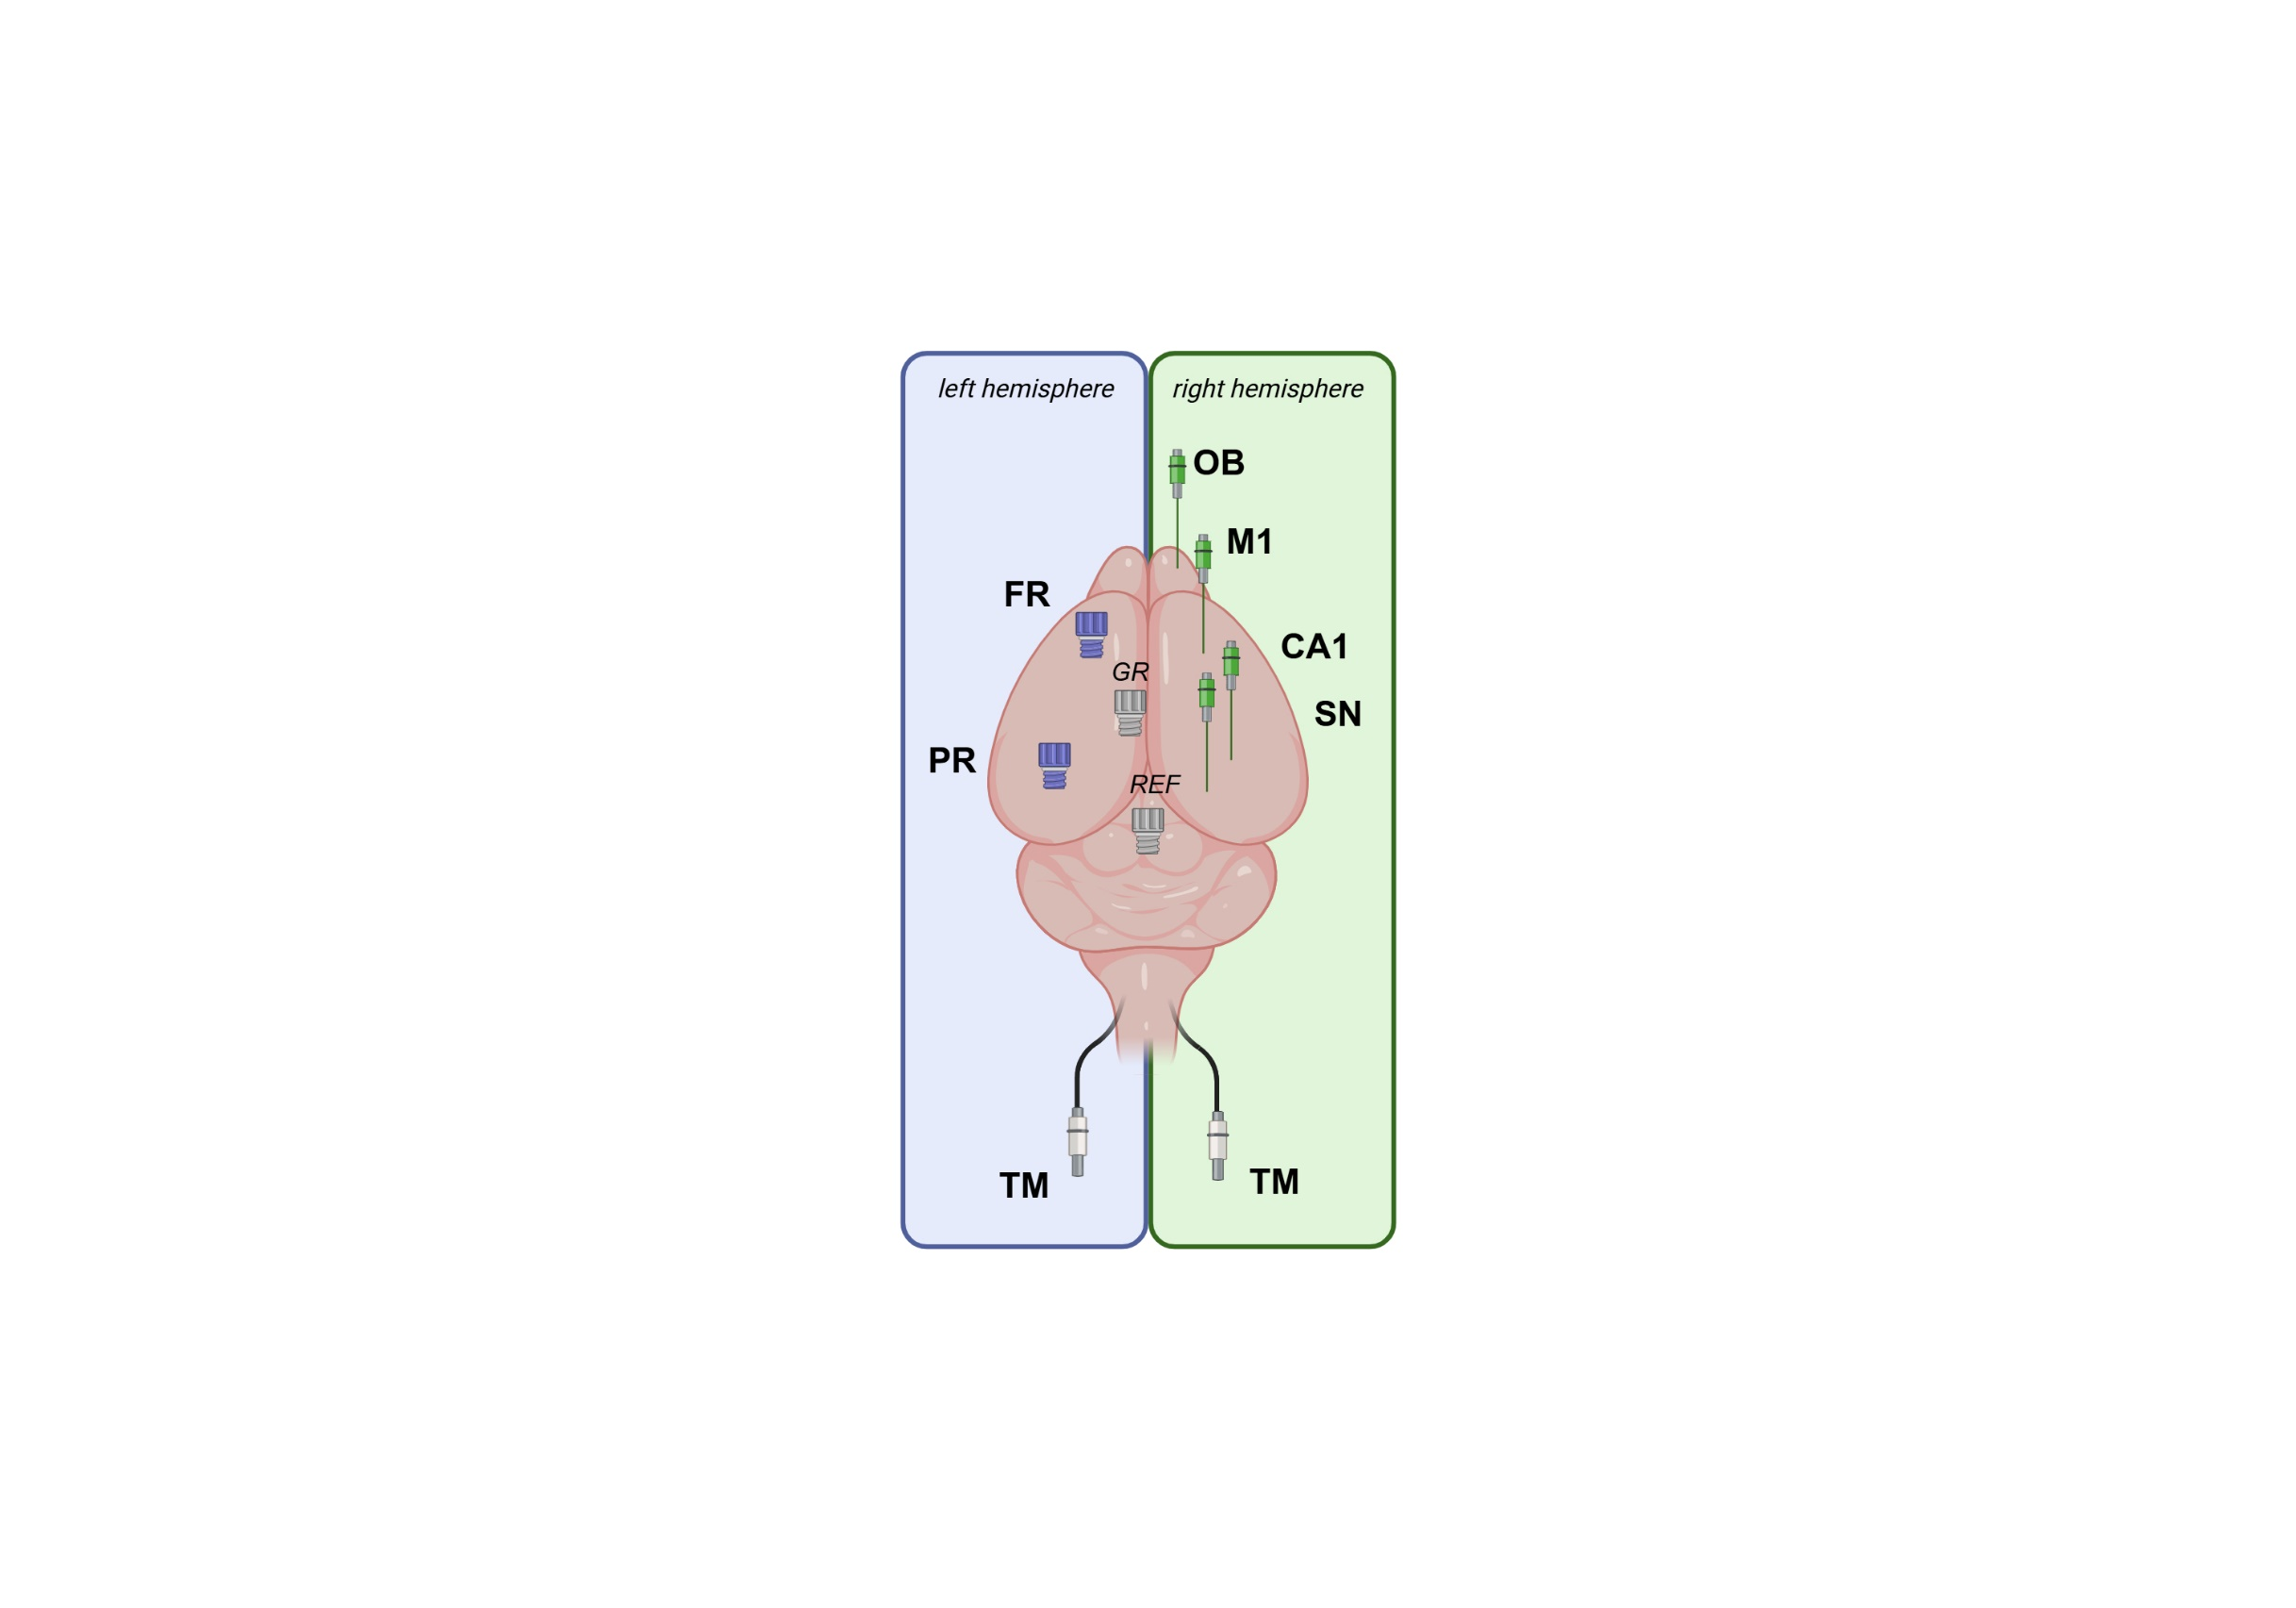 left hemisphere
right hemisphere
OB
M1
FR
CA1
GR
SN
PR
REF
TM
TM